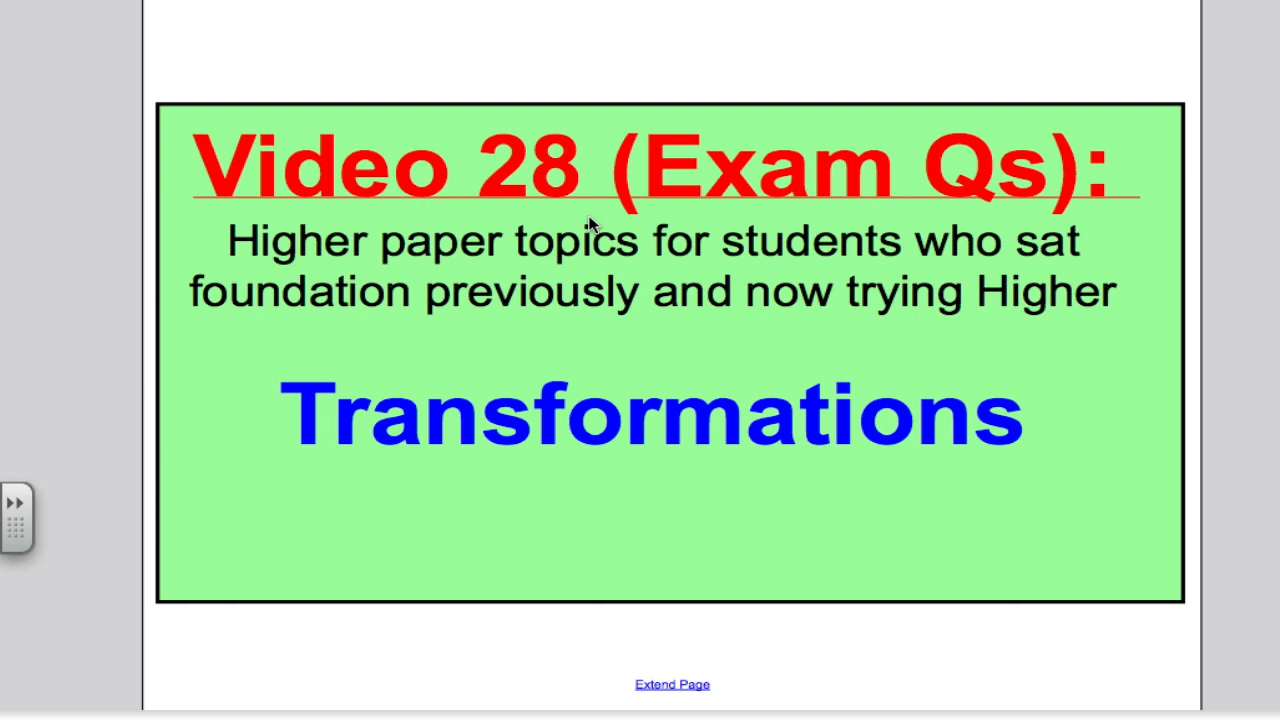 Video 28 (Exam Qs):
Higher paper topics for students who sat
foundation previously and now trying Higher
Transformations
Extend Page